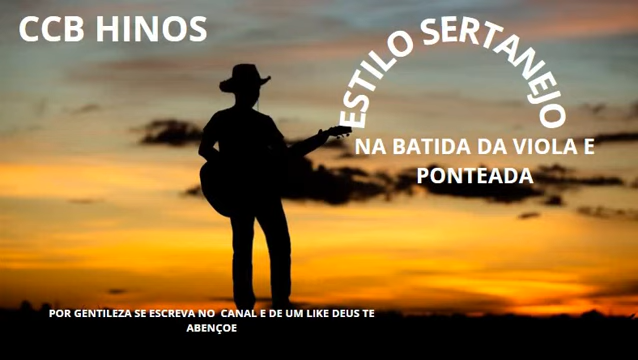 CCB HINOS
ESTILO SERTANEJO
NA BATIDA DA VIOLA E
PONTEADA
POR GENTILEZA SE ESCREVA NO CANAL E DE UM LIKE DEUS TE
ABENÇOE